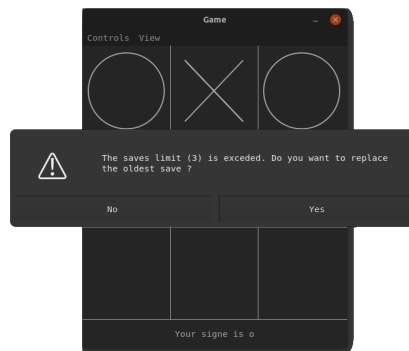 Game
Controls View
The saves limit (3) is exceded. Do you want to replace
the oldest save ?
No Yes
Your signe is o